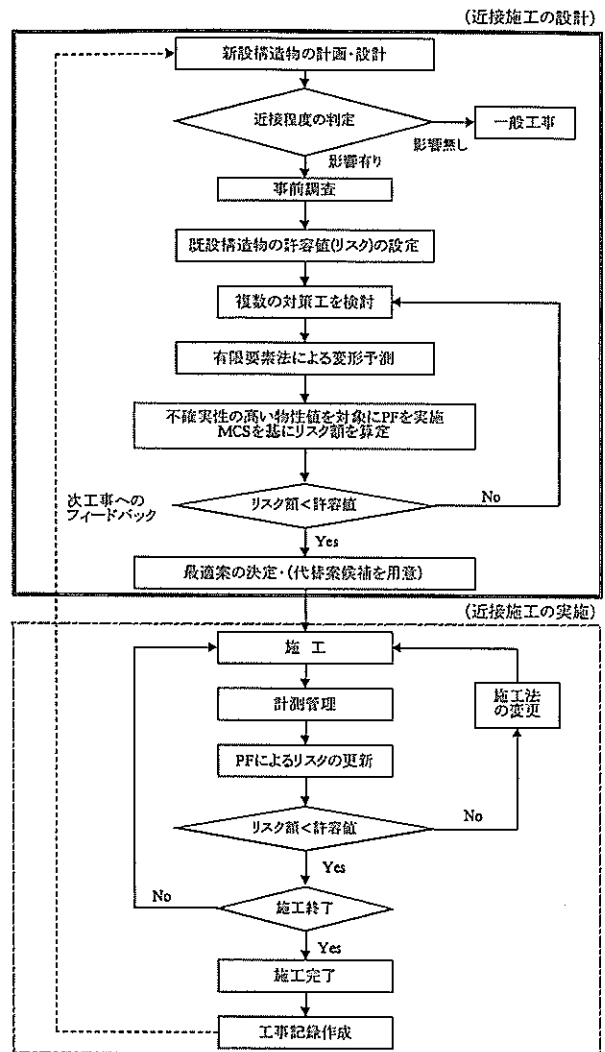 (近接施工の設計)
新設構造物の計画・設計
近接程度の判定
一般工事
影響無し
影響有り
事前調査
既設構造物の許容値(リスク)の設定
複数の対策工を検討
有限要素法による変形予測
不確実性の高い物性値を対象にPFを実施
MCSを基にリスク額を算定
次工事への
フィードバック
リスク額<許容値
No
Yes
最適案の決定・(代替案候補を用意)
(近接施工の実施)
施 工
施工法
の変更
計測管理
PFによるリスクの更新
リスク額<許容値
No
Yes
No
施工終了
Yes
施工完了
工事記録作成